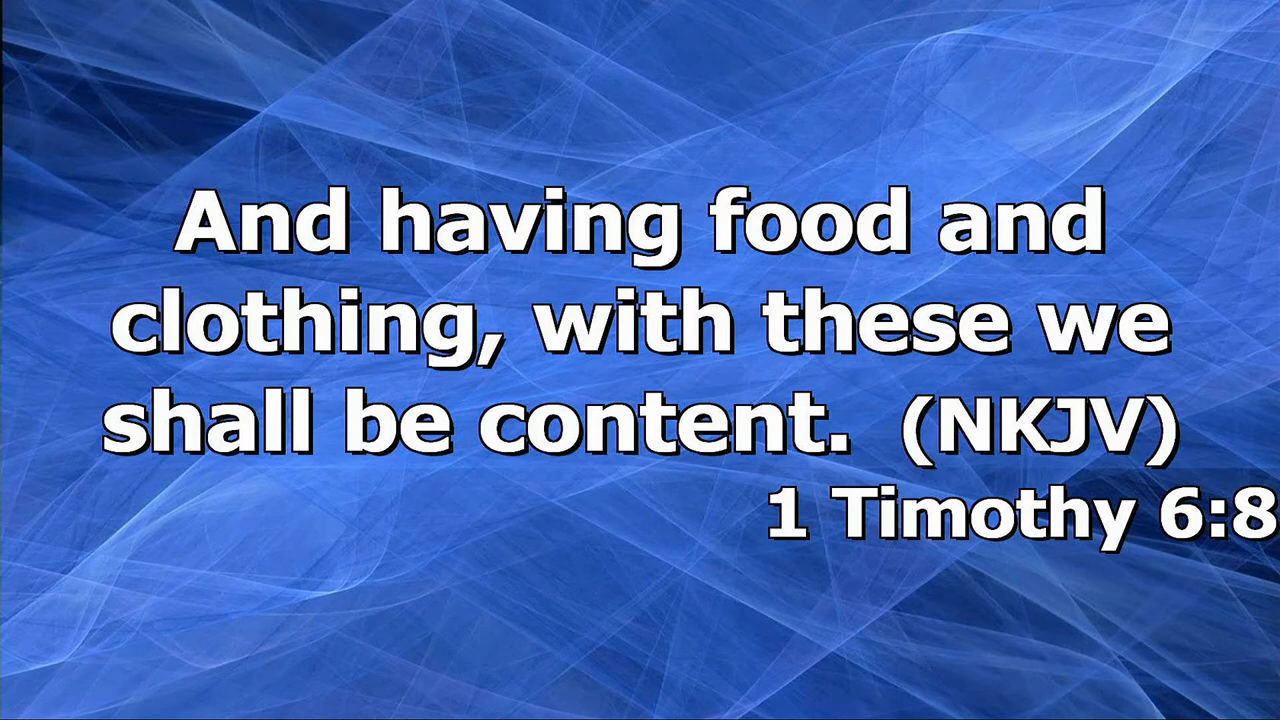 And having food and
clothing, with these we
shall be content.  (NKJV)
1 Timothy 6:8